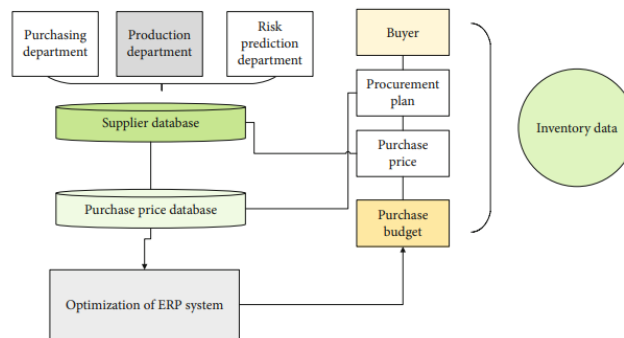 Purchasing
department
Production
department
Risk
prediction
department
Buyer
Procurement
plan
Supplier database
Inventory data
Purchase
price
Purchase price database
Purchase
budget
Optimization of ERP system